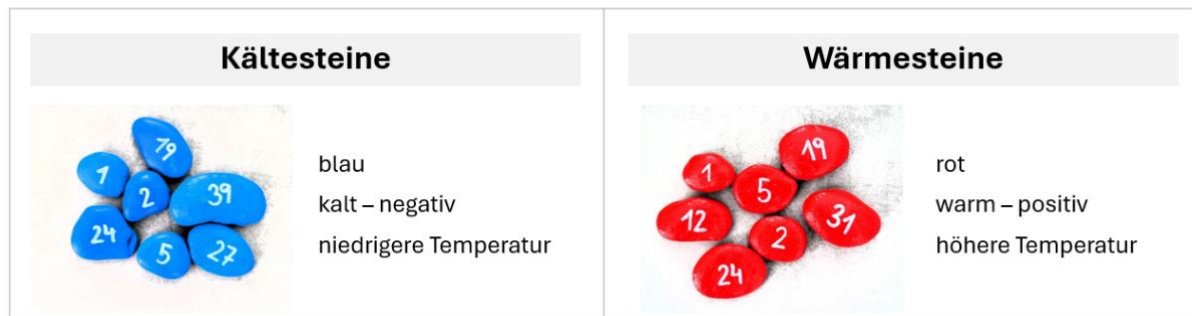 Kältesteine
19
1
2
39
24
5
27
blau
kalt – negativ
niedrigere Temperatur
Wärmesteine
19
1
5
12
31
2
24
rot
warm – positiv
höhere Temperatur